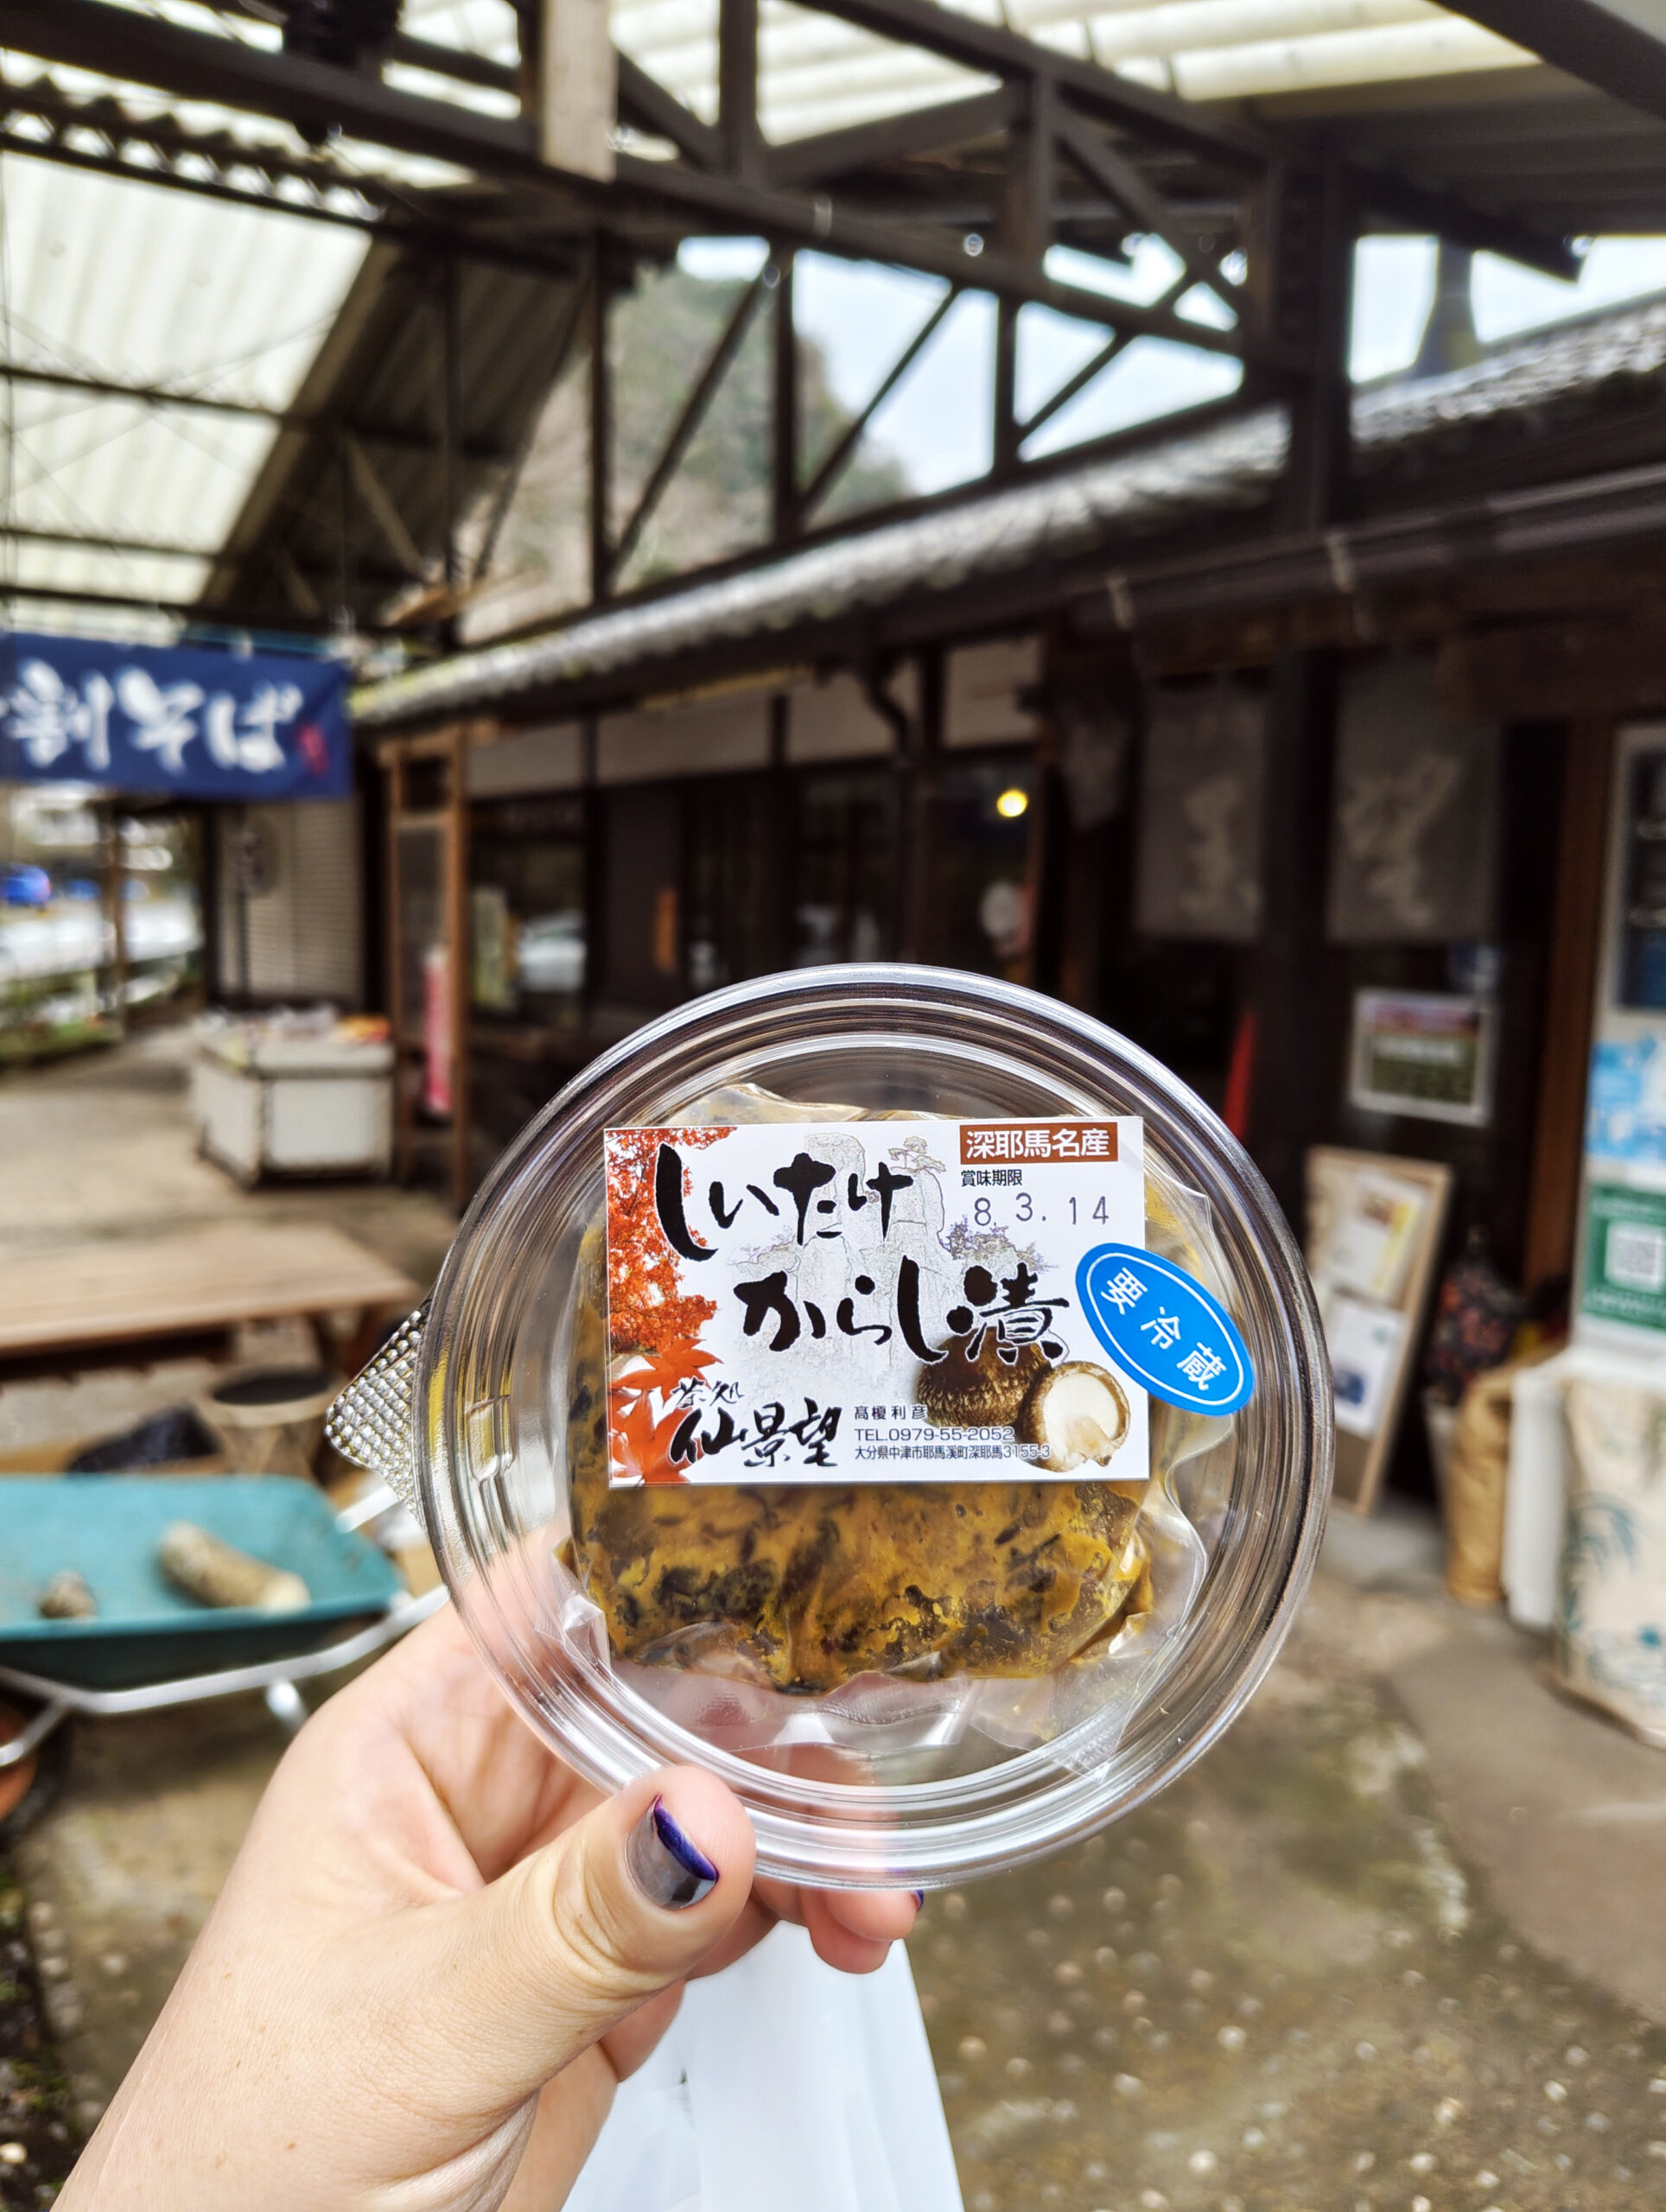 割そば
深耶馬名産
賞味期限
8. 3. 14
しいたけ
からし漬
要冷蔵
茶処
仙景望
髙榎利彦
TEL.0979-55-2052
大分県中津市耶馬溪町深耶馬3155-3